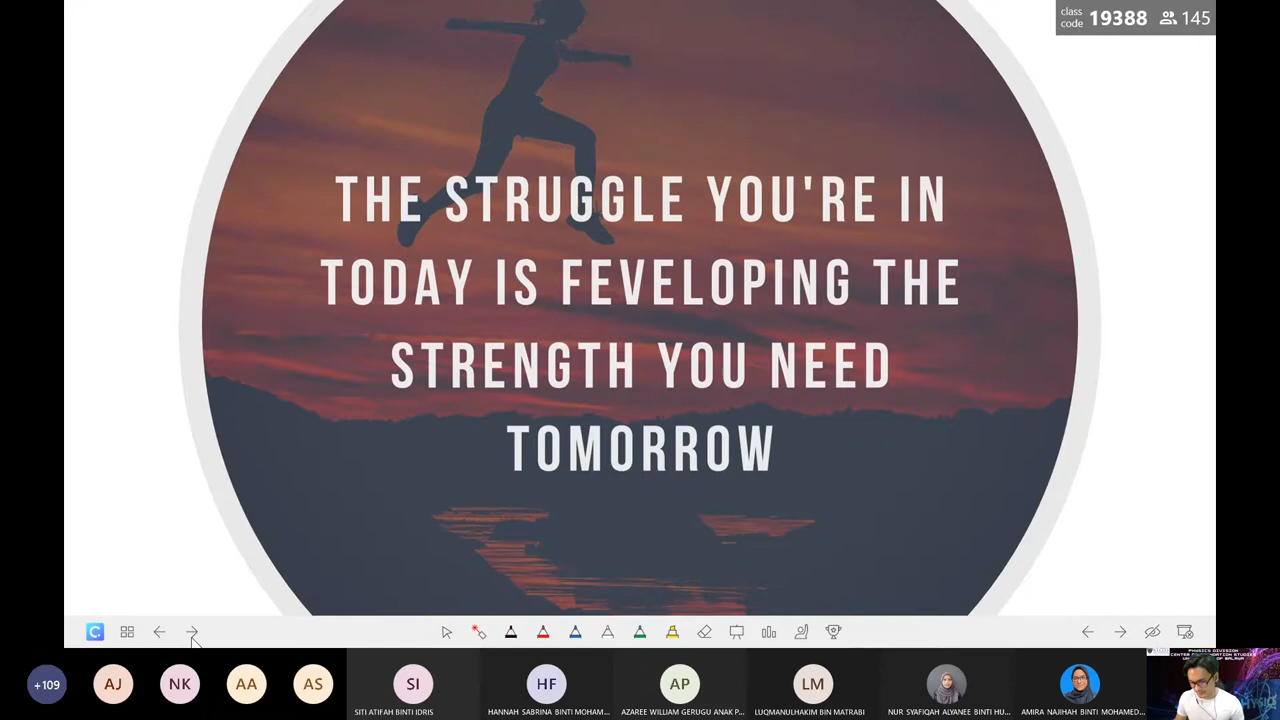 class
code 19388 145
THE STRUGGLE YOU'RE IN
TODAY IS FEVELOPING THE
STRENGTH YOU NEED
TOMORROW
+109
AJ
NK
AA
AS
SI
HF
AP
LM
SITI ATIFAH BINTI IDRIS
HANNAH SABRINA BINTI MOHAM...
AZAREE WILLIAM GERUGU ANAK P...
LUQMANULHAKIM BIN MATRABI
NUR SYAFIQAH ALYANEE BINTI HU...
AMIRA NAJIHAH BINTI MOHAMED...
PHYSICS DIVISION